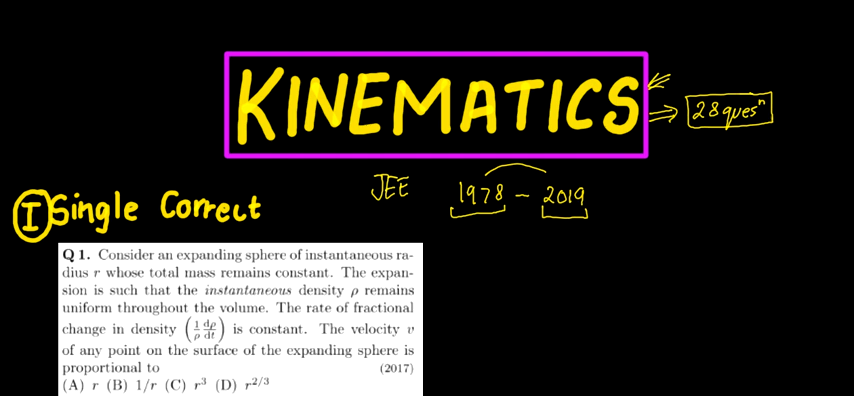 KINEMATICS
⇒ 28 quesⁿ
JEE 1978 - 2019
I Single Correct
Q 1. Consider an expanding sphere of instantaneous ra-
dius r whose total mass remains constant. The expan-
sion is such that the instantaneous density ρ remains
uniform throughout the volume. The rate of fractional
change in density (1/ρ dρ/dt) is constant. The velocity v
of any point on the surface of the expanding sphere is
proportional to (2017)
(A) r (B) 1/r (C) r³ (D) r^2/3